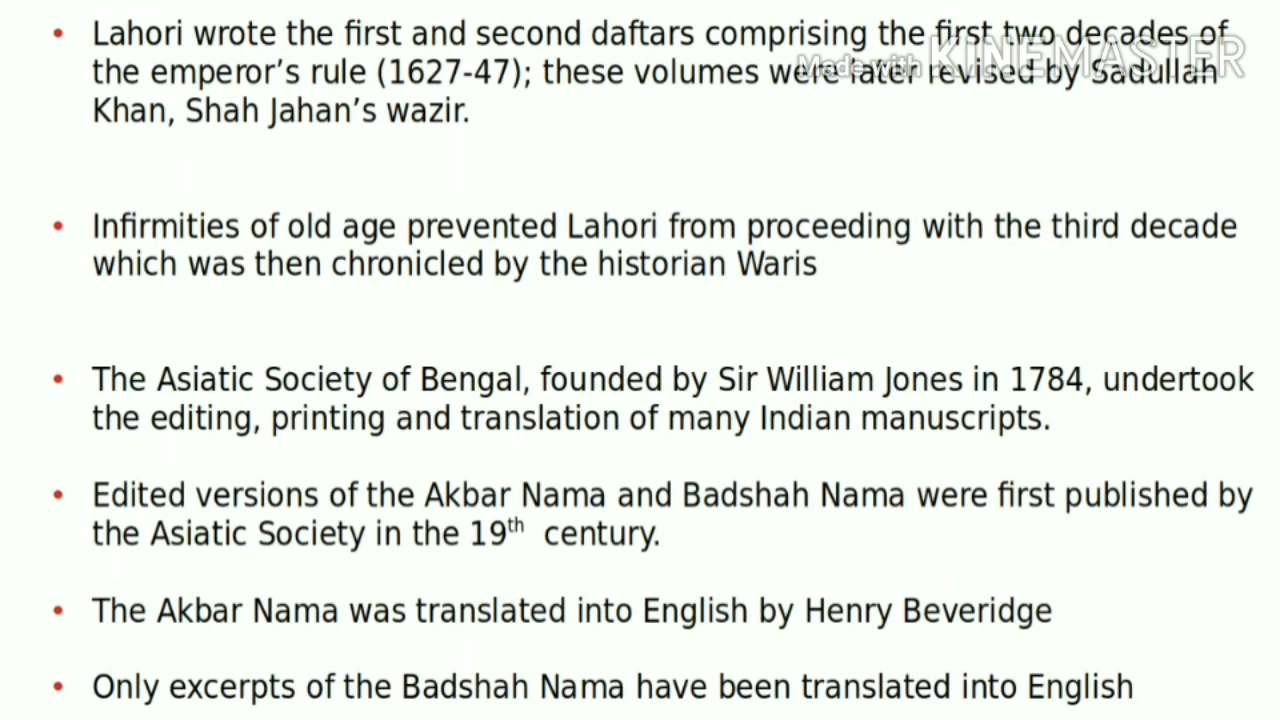 • Lahori wrote the first and second daftars comprising the first two decades of
the emperor's rule (1627-47); these volumes were later revised by Sadullah
Khan, Shah Jahan's wazir.
Made with KINEMASTER
• Infirmities of old age prevented Lahori from proceeding with the third decade
which was then chronicled by the historian Waris
• The Asiatic Society of Bengal, founded by Sir William Jones in 1784, undertook
the editing, printing and translation of many Indian manuscripts.
• Edited versions of the Akbar Nama and Badshah Nama were first published by
the Asiatic Society in the 19th century.
• The Akbar Nama was translated into English by Henry Beveridge
• Only excerpts of the Badshah Nama have been translated into English